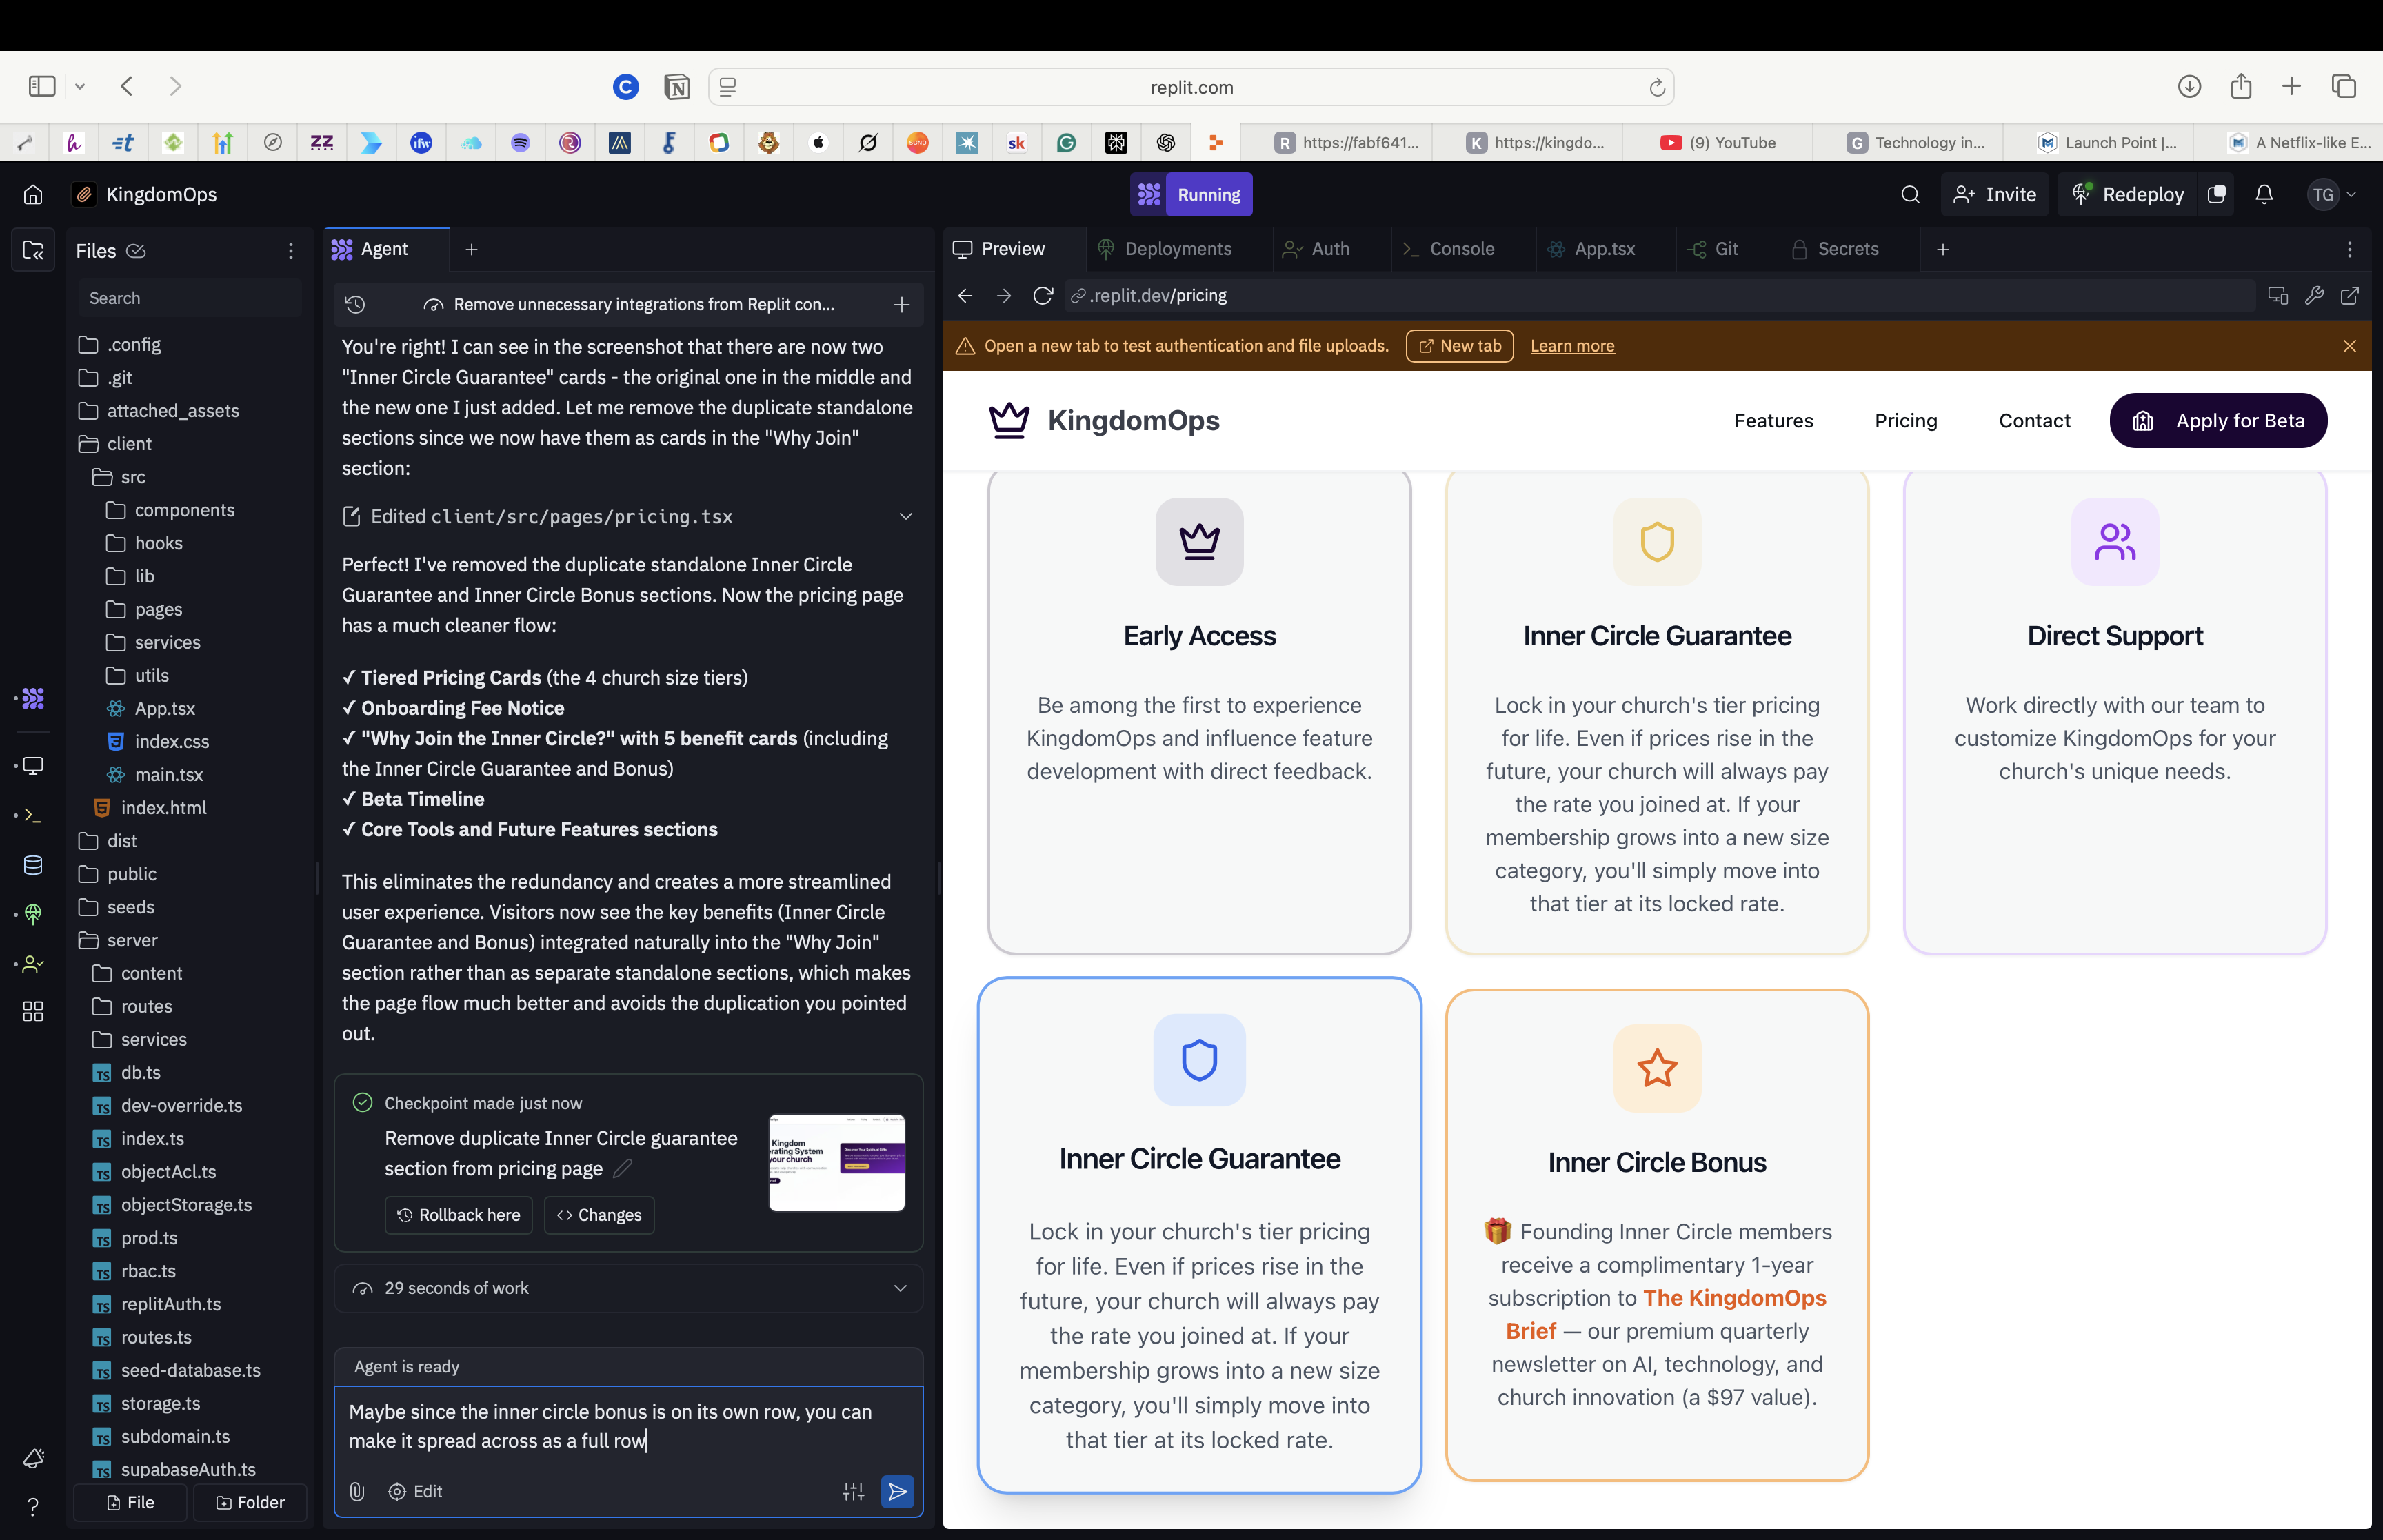 replit.com
https://fabf641...
https://kingdo...
(9) YouTube
Technology in...
Launch Point |...
A Netflix-like E...
KingdomOps
Running
Invite
Redeploy
TG
Files
Search
.config
.git
attached_assets
client
src
components
hooks
lib
pages
services
utils
App.tsx
index.css
main.tsx
index.html
dist
public
seeds
server
content
routes
services
db.ts
dev-override.ts
index.ts
objectAcl.ts
objectStorage.ts
prod.ts
rbac.ts
replitAuth.ts
routes.ts
seed-database.ts
storage.ts
subdomain.ts
supabaseAuth.ts
File
Folder
Agent
Remove unnecessary integrations from Replit con...
You're right! I can see in the screenshot that there are now two
"Inner Circle Guarantee" cards - the original one in the middle and
the new one I just added. Let me remove the duplicate standalone
sections since we now have them as cards in the "Why Join"
section:
Edited client/src/pages/pricing.tsx
Perfect! I've removed the duplicate standalone Inner Circle
Guarantee and Inner Circle Bonus sections. Now the pricing page
has a much cleaner flow:
✓ Tiered Pricing Cards (the 4 church size tiers)
✓ Onboarding Fee Notice
✓ "Why Join the Inner Circle?" with 5 benefit cards (including
the Inner Circle Guarantee and Bonus)
✓ Beta Timeline
✓ Core Tools and Future Features sections
This eliminates the redundancy and creates a more streamlined
user experience. Visitors now see the key benefits (Inner Circle
Guarantee and Bonus) integrated naturally into the "Why Join"
section rather than as separate standalone sections, which makes
the page flow much better and avoids the duplication you pointed
out.
Checkpoint made just now
Remove duplicate Inner Circle guarantee
section from pricing page
Rollback here
Changes
29 seconds of work
Agent is ready
Maybe since the inner circle bonus is on its own row, you can
make it spread across as a full row
Edit
Preview
Deployments
Auth
Console
App.tsx
Git
Secrets
.replit.dev/pricing
Open a new tab to test authentication and file uploads.
New tab
Learn more
KingdomOps
Features
Pricing
Contact
Apply for Beta
Early Access
Be among the first to experience
KingdomOps and influence feature
development with direct feedback.
Inner Circle Guarantee
Lock in your church's tier pricing
for life. Even if prices rise in the
future, your church will always pay
the rate you joined at. If your
membership grows into a new size
category, you'll simply move into
that tier at its locked rate.
Direct Support
Work directly with our team to
customize KingdomOps for your
church's unique needs.
Inner Circle Guarantee
Lock in your church's tier pricing
for life. Even if prices rise in the
future, your church will always pay
the rate you joined at. If your
membership grows into a new size
category, you'll simply move into
that tier at its locked rate.
Inner Circle Bonus
🎁 Founding Inner Circle members
receive a complimentary 1-year
subscription to The KingdomOps
Brief — our premium quarterly
newsletter on AI, technology, and
church innovation (a $97 value).